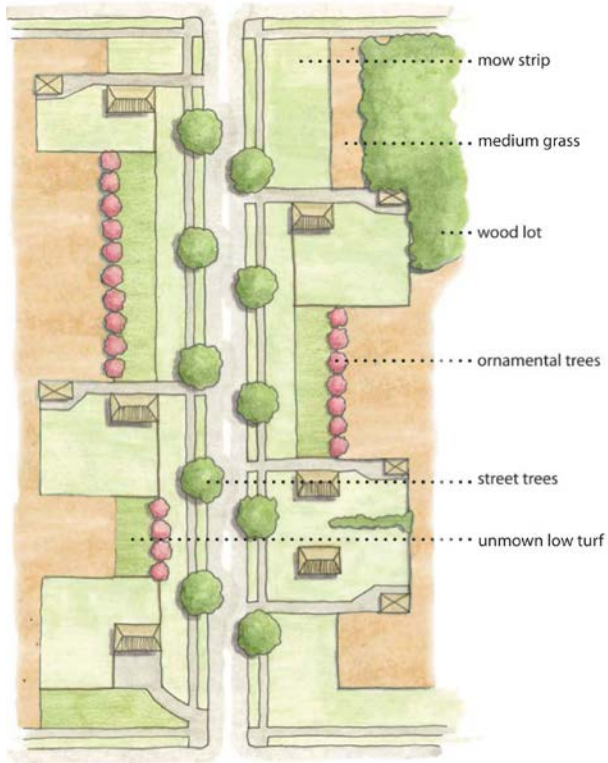 mow strip
medium grass
wood lot
ornamental trees
street trees
unmown low turf